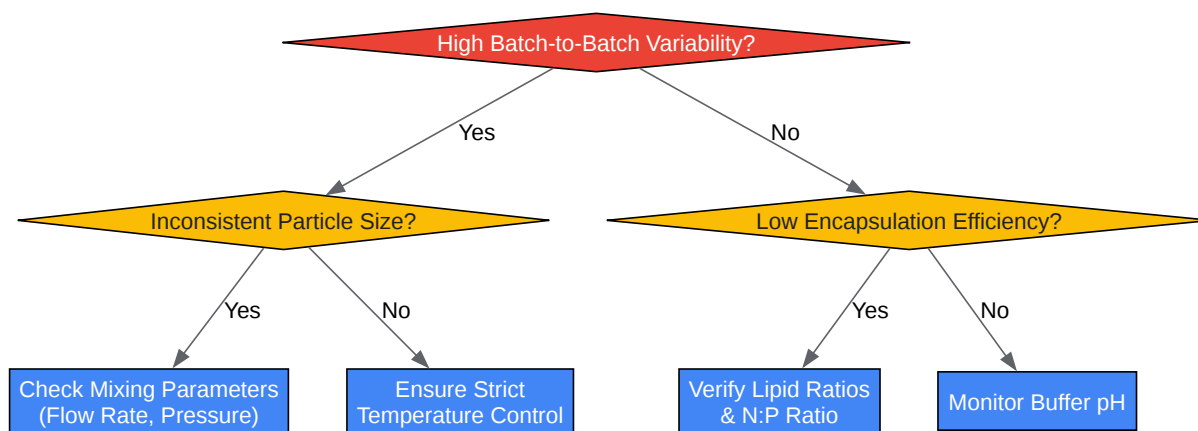 High Batch-to-Batch Variability?
Yes
No
Inconsistent Particle Size?
Low Encapsulation Efficiency?
Yes
No
Yes
No
Check Mixing Parameters
(Flow Rate, Pressure)
Ensure Strict
Temperature Control
Verify Lipid Ratios
& N:P Ratio
Monitor Buffer pH